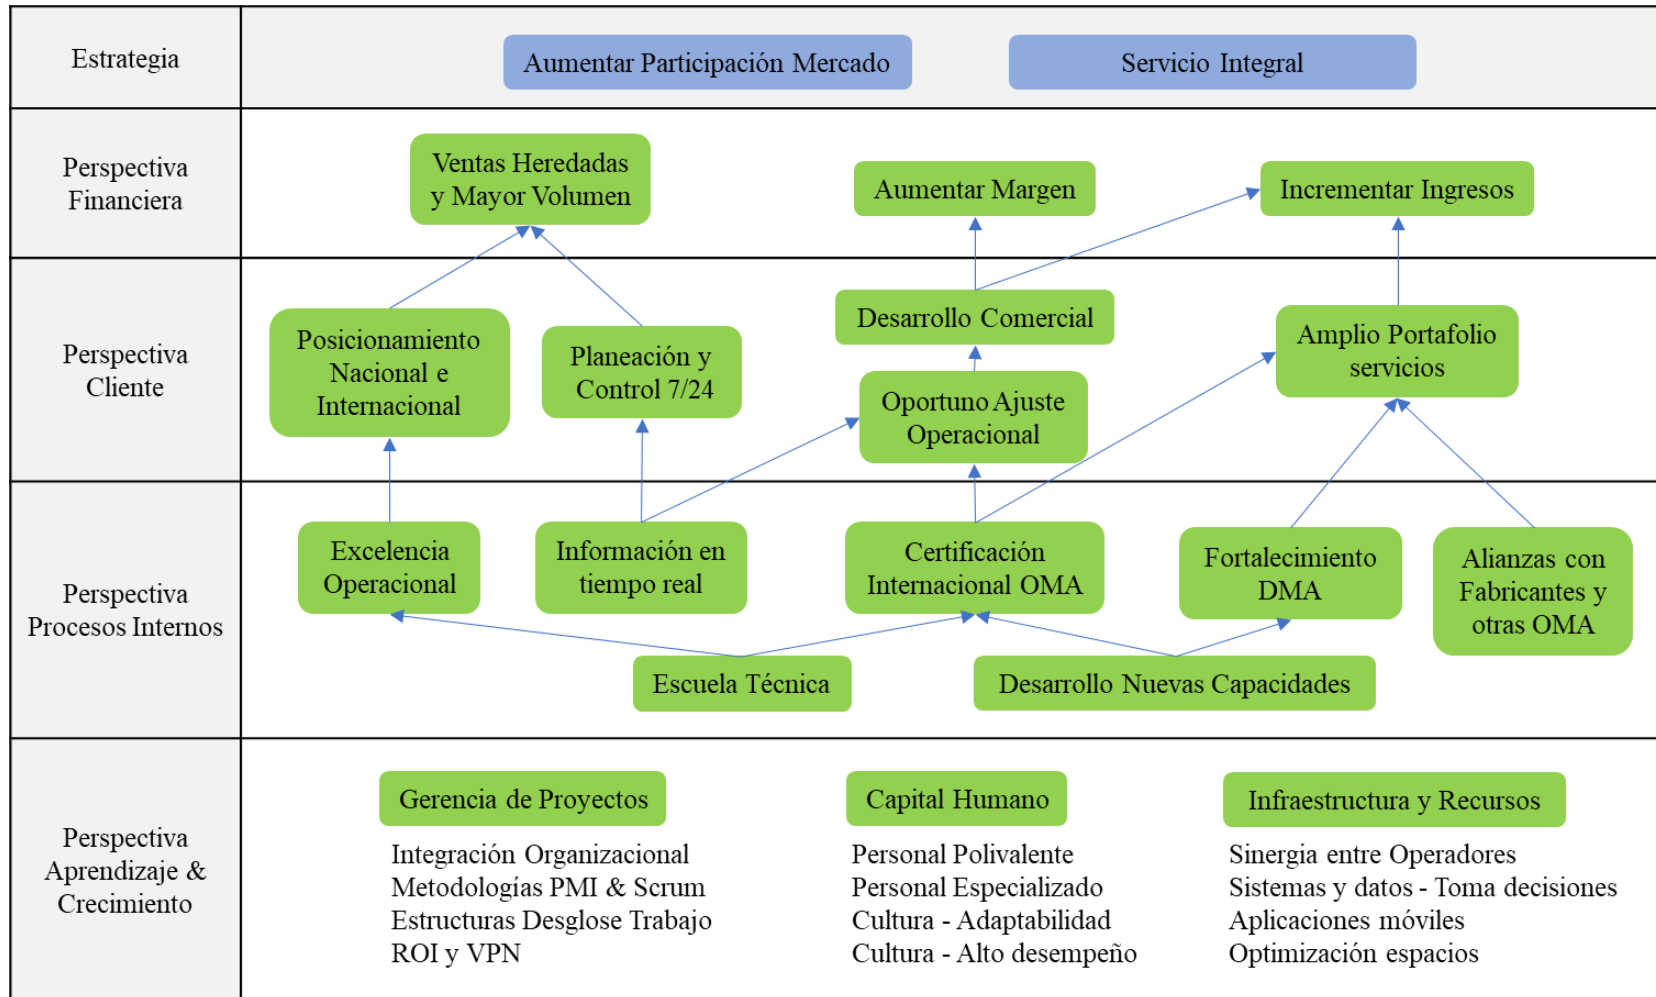 Estrategia
Aumentar Participación Mercado
Servicio Integral
Perspectiva
Financiera
Ventas Heredadas
y Mayor Volumen
Aumentar Margen
Incrementar Ingresos
Perspectiva
Cliente
Posicionamiento
Nacional e
Internacional
Planeación y
Control 7/24
Desarrollo Comercial
Oportuno Ajuste
Operacional
Amplio Portafolio
servicios
Perspectiva
Procesos Internos
Excelencia
Operacional
Información en
tiempo real
Certificación
Internacional OMA
Fortalecimiento
DMA
Alianzas con
Fabricantes y
otras OMA
Escuela Técnica
Desarrollo Nuevas Capacidades
Perspectiva
Aprendizaje &
Crecimiento
Gerencia de Proyectos
Integración Organizacional
Metodologías PMI & Scrum
Estructuras Desglose Trabajo
ROI y VPN
Capital Humano
Personal Polivalente
Personal Especializado
Cultura - Adaptabilidad
Cultura - Alto desempeño
Infraestructura y Recursos
Sinergia entre Operadores
Sistemas y datos - Toma decisiones
Aplicaciones móviles
Optimización espacios